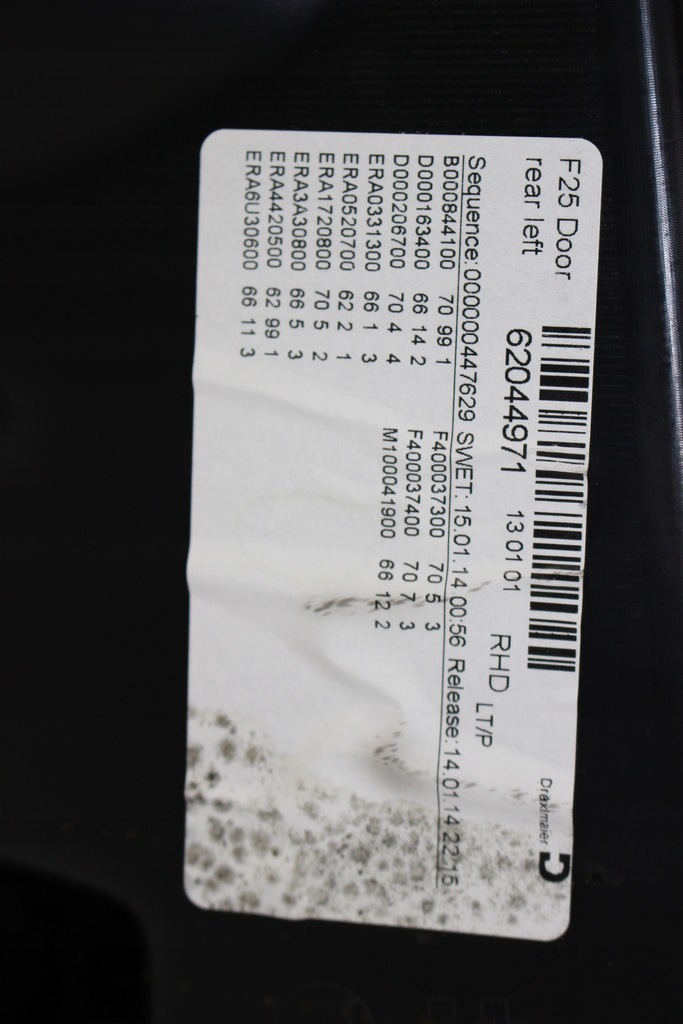 F25 Door
rear left
62044971 13 01 01 RHD LT/P
Dräxlmaier
Sequence:0000000447629 SWET:15.01.14 00:56 Release:14.01.14 22:15
B000844100 70 99 1 F400037300 70 5 3
D000163400 66 14 2 F400037400 70 7 3
D000206700 70 4 4 M100041900 66 12 2
ERA0331300 66 1 3
ERA0520700 62 2 1
ERA1720800 70 5 2
ERA3A30800 66 5 3
ERA4420500 62 99 1
ERA6U30600 66 11 3